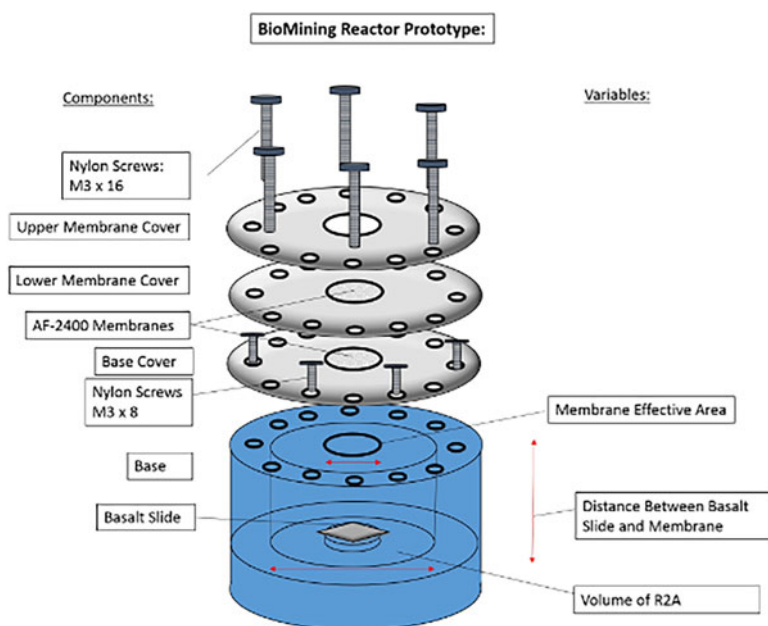 BioMining Reactor Prototype:
Components:
Variables:
Nylon Screws:
M3 x 16
Upper Membrane Cover
Lower Membrane Cover
AF-2400 Membranes
Base Cover
Nylon Screws
M3 x 8
Membrane Effective Area
Base
Basalt Slide
Distance Between Basalt
Slide and Membrane
Volume of R2A